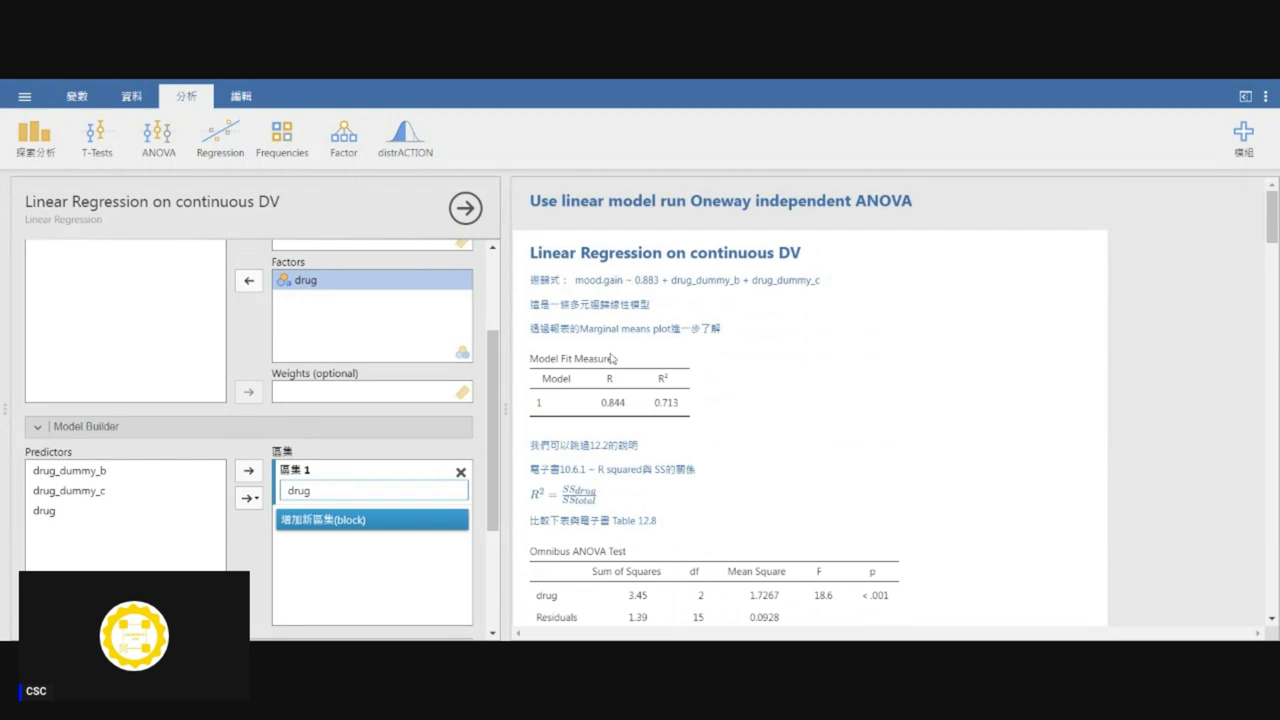 變數 資料 分析 編輯
探索分析 T-Tests ANOVA Regression Frequencies Factor distrACTION 模組
Linear Regression on continuous DV
Linear Regression
Factors
drug
Weights (optional)
Model Builder
Predictors
drug_dummy_b
drug_dummy_c
drug
區集
區集 1
drug
增加新區集(block)
CSC
Use linear model run Oneway independent ANOVA
Linear Regression on continuous DV
迴歸式： mood.gain ~ 0.883 + drug_dummy_b + drug_dummy_c
這是一條多元迴歸線性模型
透過報表的Marginal means plot進一步了解
Model Fit Measures
Model R R²
1 0.844 0.713
我們可以跳過12.2的說明
電子書10.6.1 ~ R squared與 SS的關係
R² = SSdrug / SStotal
比較下表與電子書 Table 12.8
Omnibus ANOVA Test
Sum of Squares df Mean Square F p
drug 3.45 2 1.7267 18.6 < .001
Residuals 1.39 15 0.0928